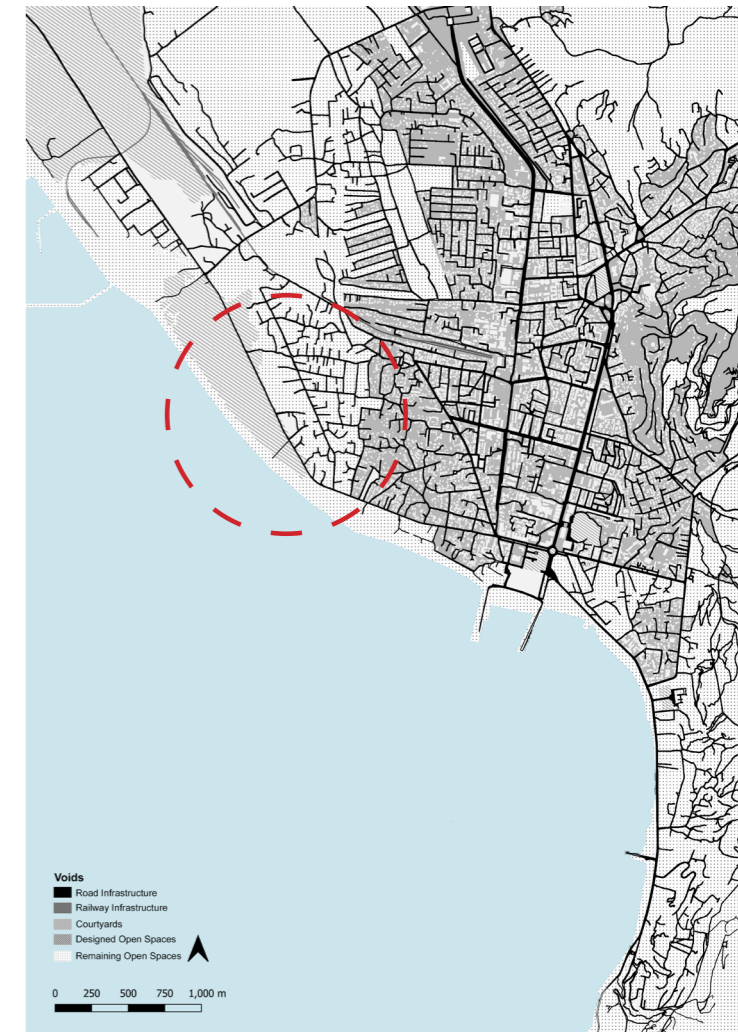 Voids
Road Infrastructure
Railway Infrastructure
Courtyards
Designed Open Spaces
Remaining Open Spaces
0 250 500 750 1,000 m